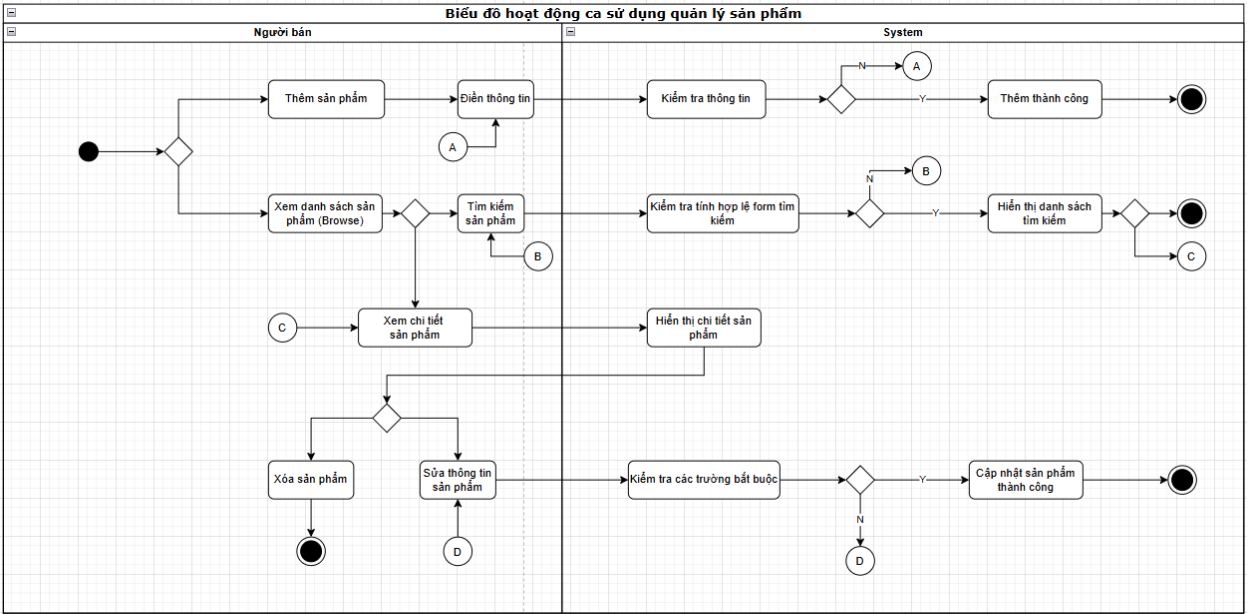 Biểu đồ hoạt động ca sử dụng quản lý sản phẩm
Người bán
System
Thêm sản phẩm
Điền thông tin
Kiểm tra thông tin
N
A
Y
Thêm thành công
A
Xem danh sách sản
phẩm (Browse)
Tìm kiếm
sản phẩm
Kiểm tra tính hợp lệ form tìm
kiếm
N
B
Y
Hiển thị danh sách
tìm kiếm
B
C
C
Xem chi tiết
sản phẩm
Hiển thị chi tiết sản
phẩm
Xóa sản phẩm
Sửa thông tin
sản phẩm
Kiểm tra các trường bắt buộc
Y
Cập nhật sản phẩm
thành công
N
D
D